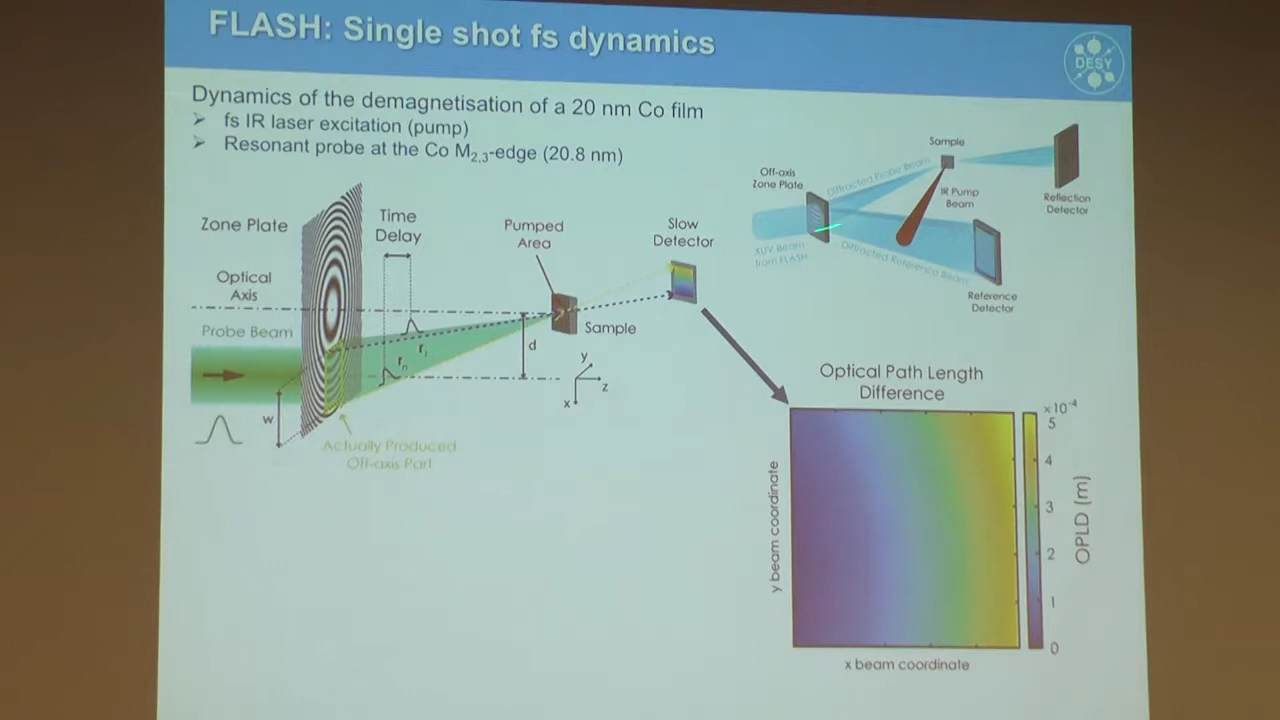 FLASH: Single shot fs dynamics
DESY
Dynamics of the demagnetisation of a 20 nm Co film
➢ fs IR laser excitation (pump)
➢ Resonant probe at the Co M2,3-edge (20.8 nm)
Zone Plate
Time
Delay
Pumped
Area
Slow
Detector
Optical
Axis
Probe Beam
Sample
d
w
ri
rn
y
z
x
Actually Produced
Off-axis Part
Sample
Off-axis
Zone Plate
Diffracted Probe Beam
IR Pump
Beam
Reflection
Detector
XUV Beam
from FLASH
Diffracted Reference Beam
Reference
Detector
Optical Path Length
Difference
×10⁻⁴
5
4
3
2
1
0
OPLD (m)
y beam coordinate
x beam coordinate